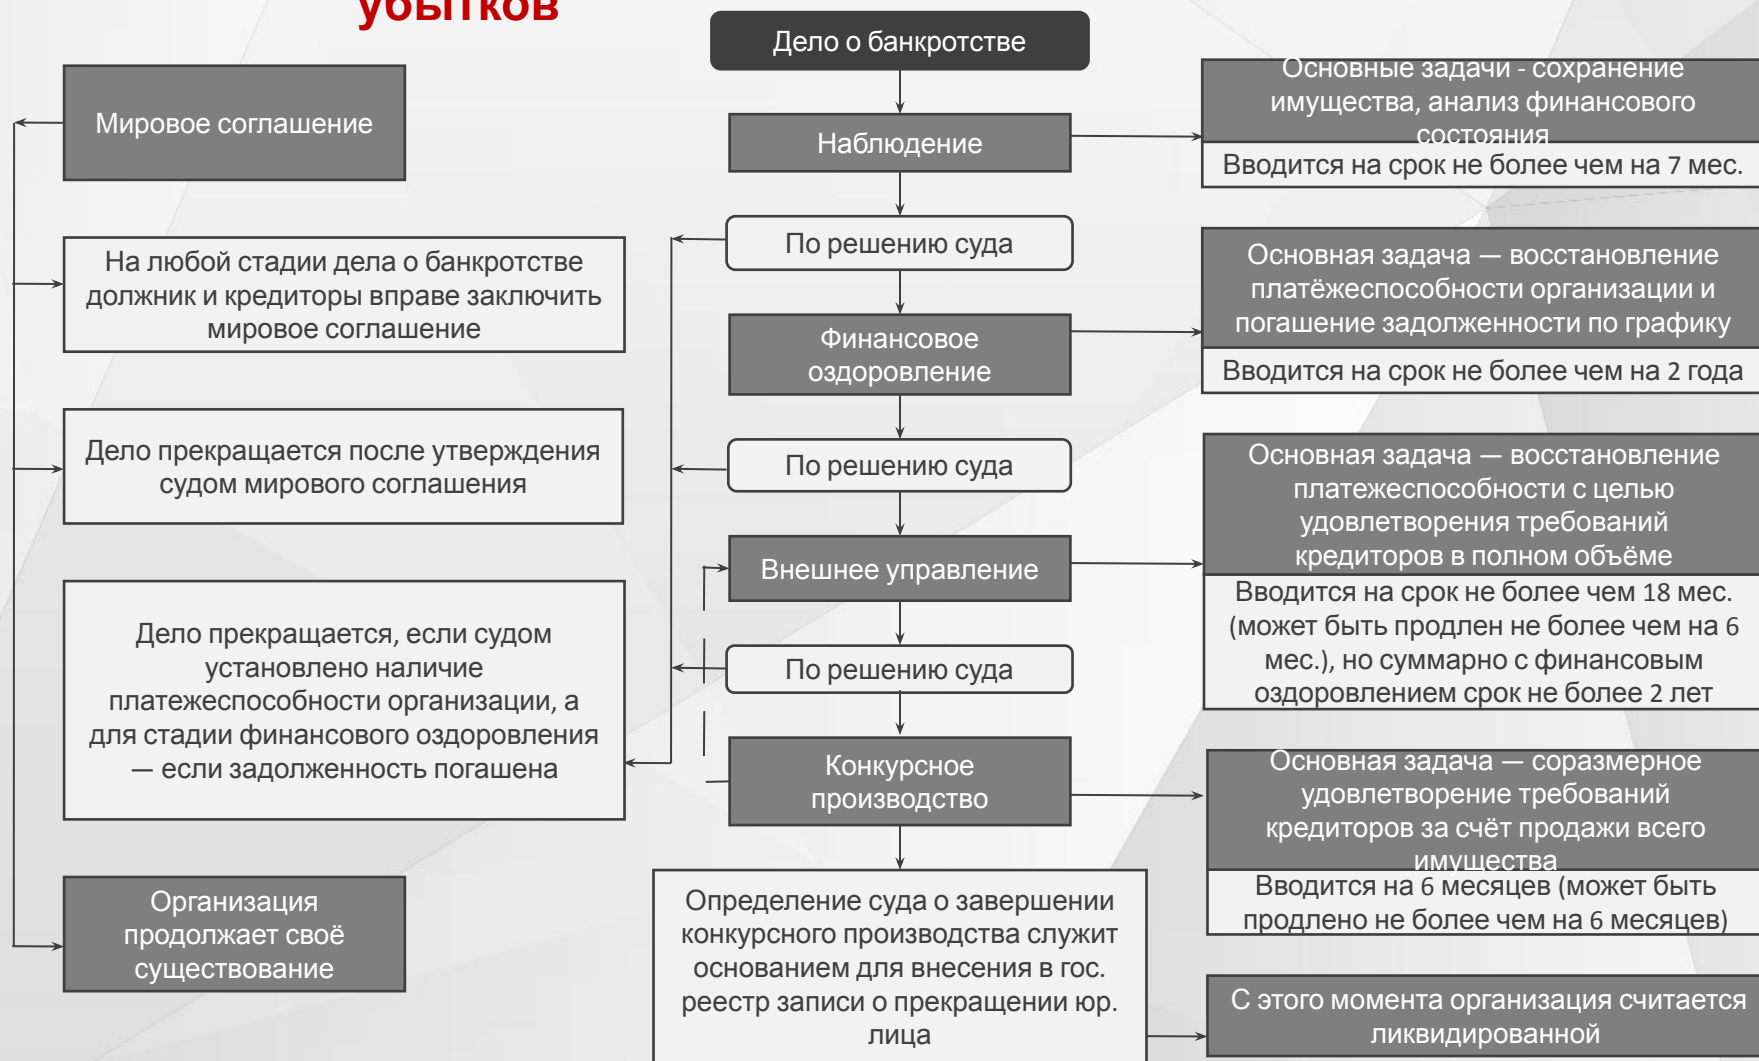 убытков
Дело о банкротстве
Мировое соглашение
На любой стадии дела о банкротстве
должник и кредиторы вправе заключить
мировое соглашение
Дело прекращается после утверждения
судом мирового соглашения
Дело прекращается, если судом
установлено наличие
платежеспособности организации, а
для стадии финансового оздоровления
— если задолженность погашена
Организация
продолжает своё
существование
Наблюдение
По решению суда
Финансовое
оздоровление
По решению суда
Внешнее управление
По решению суда
Конкурсное
производство
Определение суда о завершении
конкурсного производства служит
основанием для внесения в гос.
реестр записи о прекращении юр.
лица
Основные задачи - сохранение
имущества, анализ финансового
состояния
Вводится на срок не более чем на 7 мес.
Основная задача — восстановление
платёжеспособности организации и
погашение задолженности по графику
Вводится на срок не более чем на 2 года
Основная задача — восстановление
платежеспособности с целью
удовлетворения требований
кредиторов в полном объёме
Вводится на срок не более чем 18 мес.
(может быть продлен не более чем на 6
мес.), но суммарно с финансовым
оздоровлением срок не более 2 лет
Основная задача — соразмерное
удовлетворение требований
кредиторов за счёт продажи всего
имущества
Вводится на 6 месяцев (может быть
продлено не более чем на 6 месяцев)
С этого момента организация считается
ликвидированной